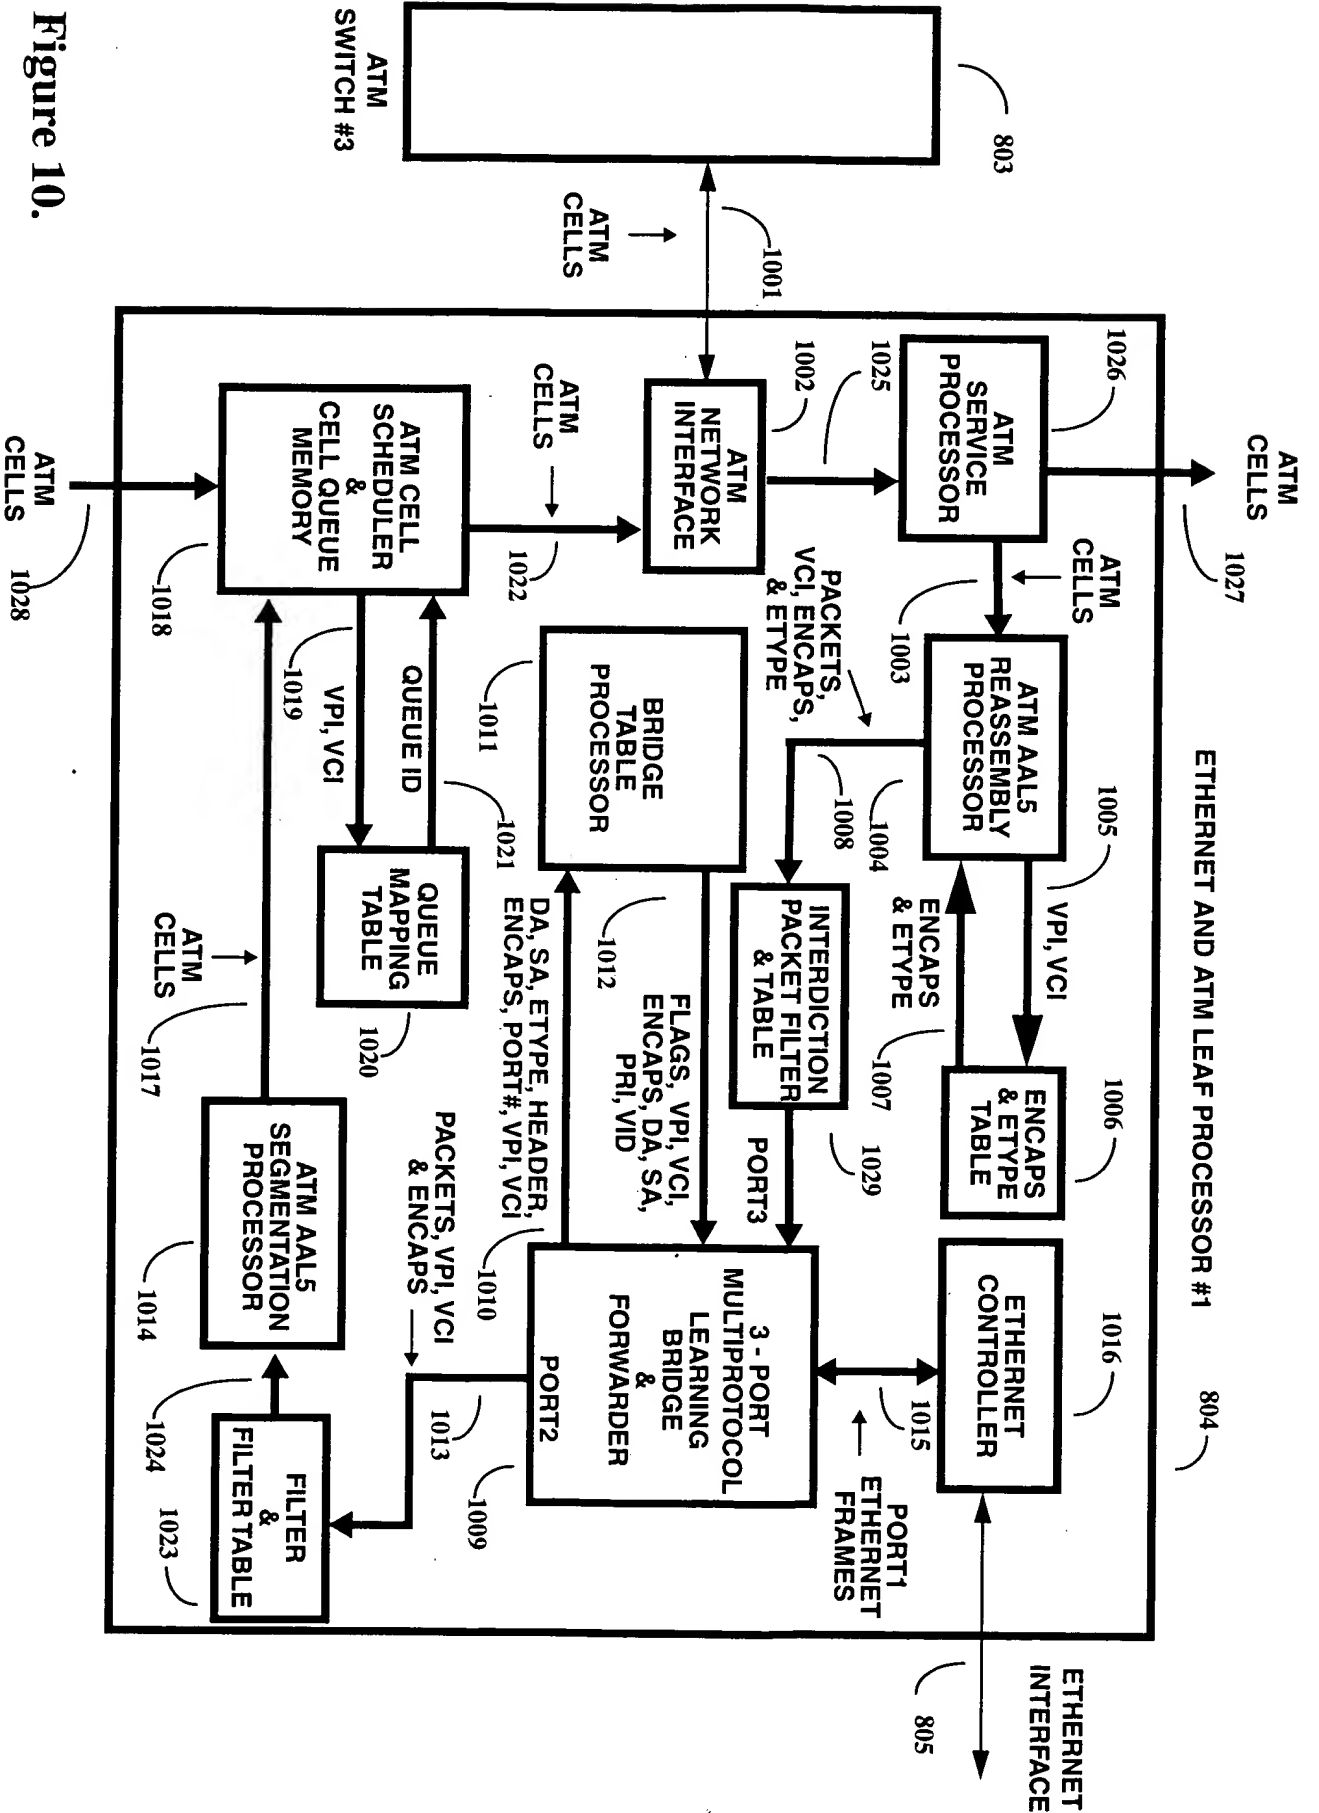 ETHERNET AND ATM LEAF PROCESSOR #1
804
803
ATM
SWITCH #3
1001
ATM
CELLS
ATM
CELLS
1027
1026
ATM
SERVICE
PROCESSOR
1025
1002
ATM
NETWORK
INTERFACE
ATM
CELLS
1003
ATM AAL5
REASSEMBLY
PROCESSOR
1005
VPI, VCI
1006
ENCAPS
& ETYPE
TABLE
1007
ENCAPS
& ETYPE
1004
1008
PACKETS,
VCI, ENCAPS,
& ETYPE
INTERDICTION
PACKET FILTER
& TABLE
1029
PORT3
1016
ETHERNET
CONTROLLER
ETHERNET
INTERFACE
805
1015
PORT1
ETHERNET
FRAMES
3 - PORT
MULTIPROTOCOL
LEARNING
BRIDGE
&
FORWARDER
PORT2
1009
BRIDGE
TABLE
PROCESSOR
1011
1012
FLAGS, VPI, VCI,
ENCAPS, DA, SA,
PRI, VID
DA, SA, ETYPE, HEADER,
ENCAPS, PORT#, VPI, VCI
1010
ATM
CELLS
1022
ATM CELL
SCHEDULER
&
CELL QUEUE
MEMORY
1018
ATM
CELLS
1028
QUEUE ID
1021
VPI, VCI
1019
QUEUE
MAPPING
TABLE
1020
PACKETS, VPI, VCI
& ENCAPS
1013
ATM
CELLS
1017
ATM AAL5
SEGMENTATION
PROCESSOR
1014
1024
FILTER
&
FILTER TABLE
1023
Figure 10.